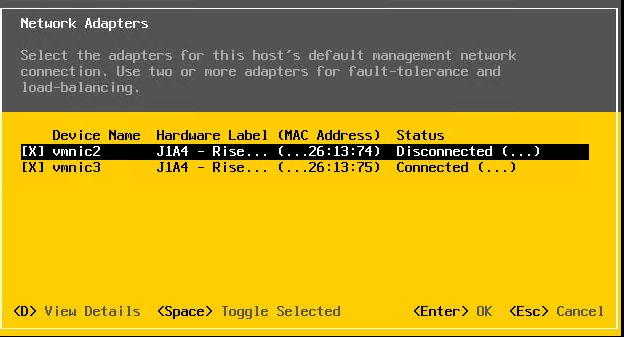 Network Adapters
Select the adapters for this host's default management network
connection. Use two or more adapters for fault-tolerance and
load-balancing.
Device Name Hardware Label (MAC Address) Status
[X] vmnic2 J1A4 - Rise... (...26:13:74) Disconnected (...)
[X] vmnic3 J1A4 - Rise... (...26:13:75) Connected (...)
<D> View Details <Space> Toggle Selected <Enter> OK <Esc> Cancel